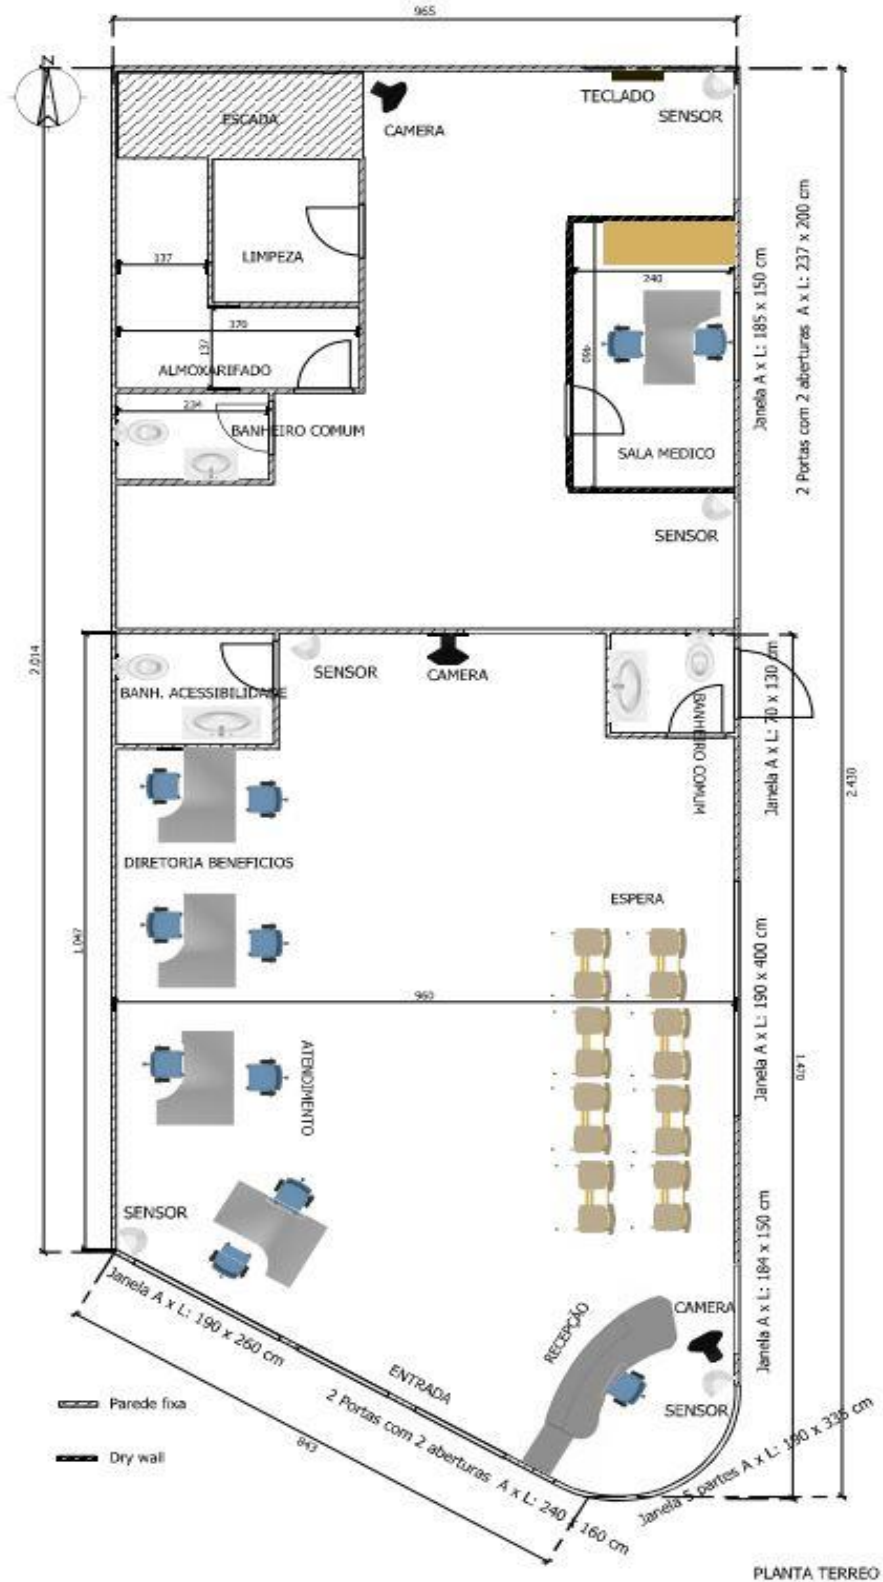 965
N
ESCADA
CAMERA
TECLADO
SENSOR
137
LIMPEZA
370
137
ALMOXARIFADO
234
BANHEIRO COMUM
240
460
SALA MEDICO
SENSOR
Janela A x L: 185 x 150 cm
2 Portas com 2 aberturas A x L: 237 x 200 cm
2.014
SENSOR
CAMERA
BANH. ACESSIBILIDADE
BANHEIRO COMUM
Janela A x L: 70 x 130 cm
2.430
DIRETORIA BENEFICIOS
ESPERA
1.047
960
Janela A x L: 190 x 400 cm
1.470
ATENDIMENTO
SENSOR
Janela A x L: 184 x 150 cm
Janela A x L: 190 x 260 cm
RECEPÇÃO
CAMERA
ENTRADA
SENSOR
Parede fixa
2 Portas com 2 aberturas A x L: 240 x 160 cm
843
Janela 5 partes A x L: 190 x 335 cm
Dry wall
PLANTA TERREO